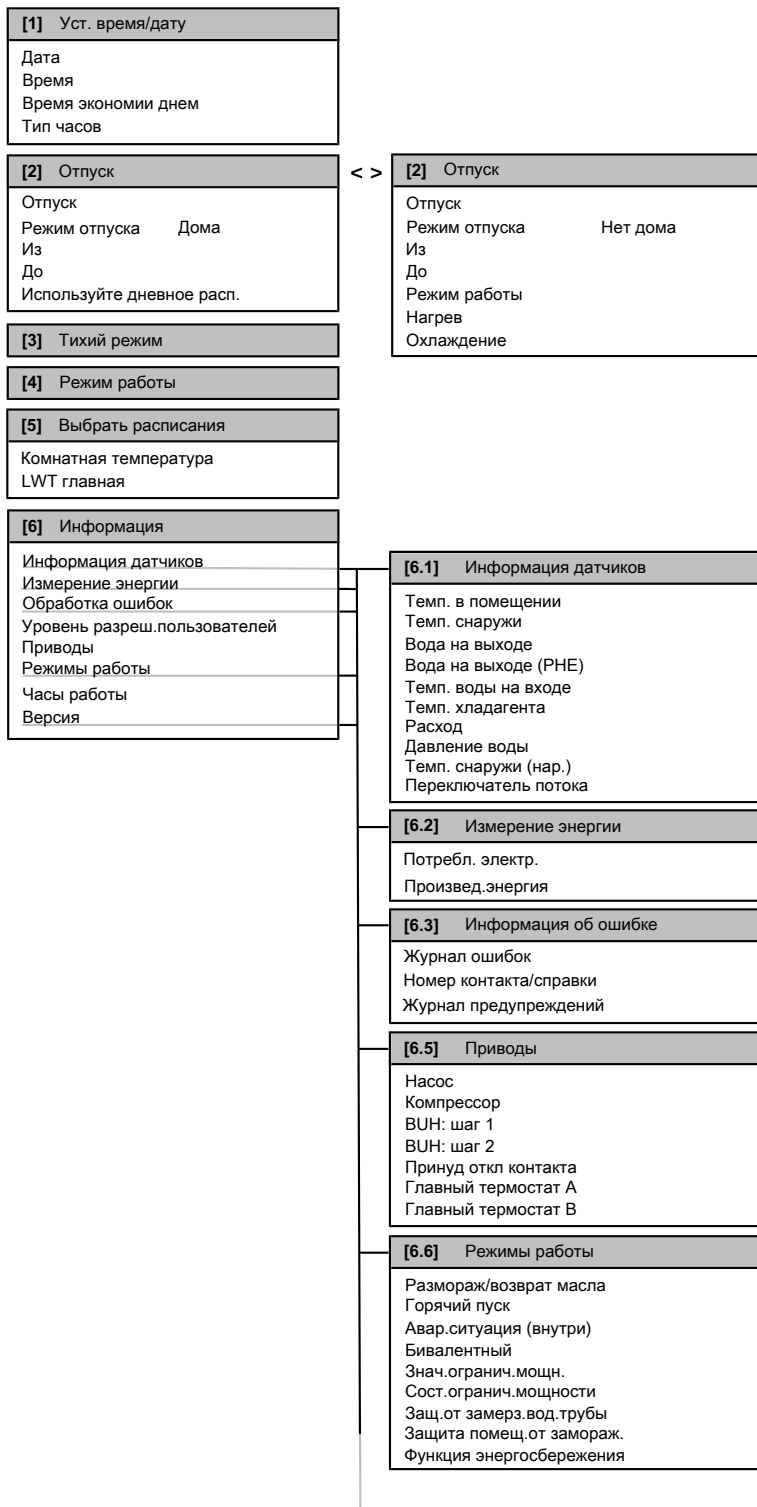 [1] Уст. время/дату
Дата
Время
Время экономии днем
Тип часов
[2] Отпуск
Отпуск
Режим отпуска Дома
Из
До
Используйте дневное расп.
< >
[2] Отпуск
Отпуск
Режим отпуска Нет дома
Из
До
Режим работы
Нагрев
Охлаждение
[3] Тихий режим
[4] Режим работы
[5] Выбрать расписания
Комнатная температура
LWT главная
[6] Информация
Информация датчиков
Измерение энергии
Обработка ошибок
Уровень разреш.пользователей
Приводы
Режимы работы
Часы работы
Версия
[6.1] Информация датчиков
Темп. в помещении
Темп. снаружи
Вода на выходе
Вода на выходе (PHE)
Темп. воды на входе
Темп. хладагента
Расход
Давление воды
Темп. снаружи (нар.)
Переключатель потока
[6.2] Измерение энергии
Потребл. электр.
Произвед.энергия
[6.3] Информация об ошибке
Журнал ошибок
Номер контакта/справки
Журнал предупреждений
[6.5] Приводы
Насос
Компрессор
BUH: шаг 1
BUH: шаг 2
Принуд откл контакта
Главный термостат A
Главный термостат B
[6.6] Режимы работы
Размораж/возврат масла
Горячий пуск
Авар.ситуация (внутри)
Бивалентный
Знач.огранич.мощн.
Сост.огранич.мощности
Защ.от замерз.вод.трубы
Защита помещ.от замораж.
Функция энергосбережения